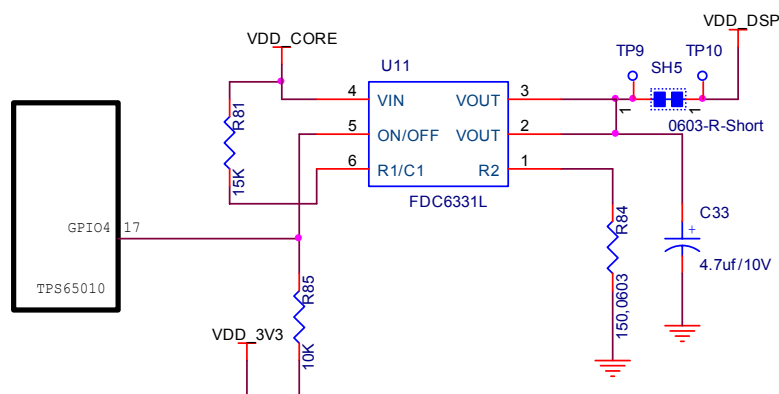 VDD_DSP
VDD_CORE
U11
TP9
TP10
SH5
4
VIN
VOUT
3
1
1
0603-R-Short
R81
15K
5
ON/OFF
VOUT
2
6
R1/C1
R2
1
FDC6331L
GPIO4
17
R84
150,0603
C33
+
4.7uf/10V
TPS65010
R85
10K
VDD_3V3